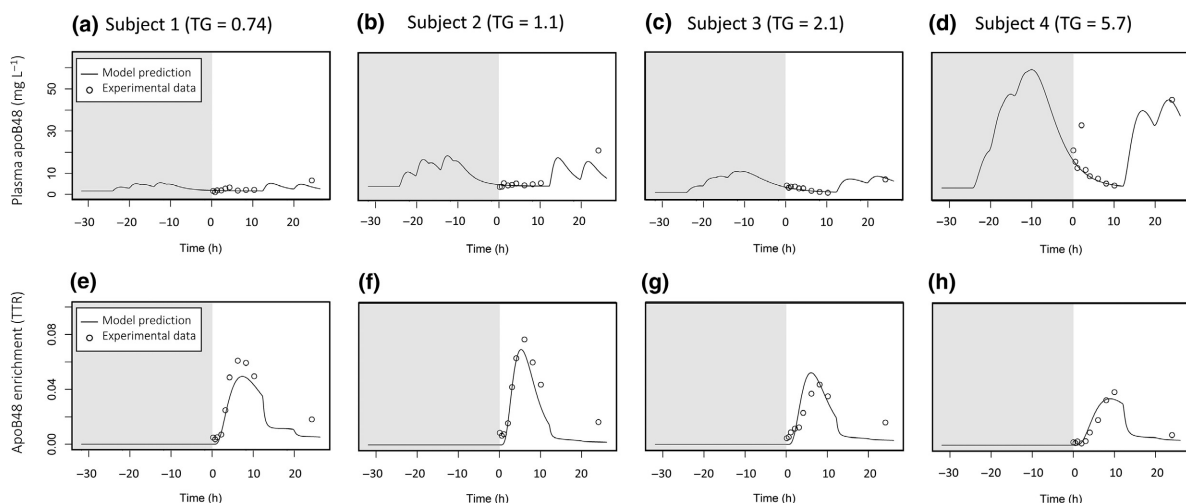 (a) Subject 1 (TG = 0.74)
(b) Subject 2 (TG = 1.1)
(c) Subject 3 (TG = 2.1)
(d) Subject 4 (TG = 5.7)
Plasma apoB48 (mg L⁻¹)
Model prediction
Experimental data
50
30
10
0
−30 −20 −10 0 10 20
−30 −20 −10 0 10 20
−30 −20 −10 0 10 20
−30 −20 −10 0 10 20
Time (h)
Time (h)
Time (h)
Time (h)
(e)
(f)
(g)
(h)
ApoB48 enrichment (TTR)
Model prediction
Experimental data
0.08
0.04
0.00
−30 −20 −10 0 10 20
−30 −20 −10 0 10 20
−30 −20 −10 0 10 20
−30 −20 −10 0 10 20
Time (h)
Time (h)
Time (h)
Time (h)